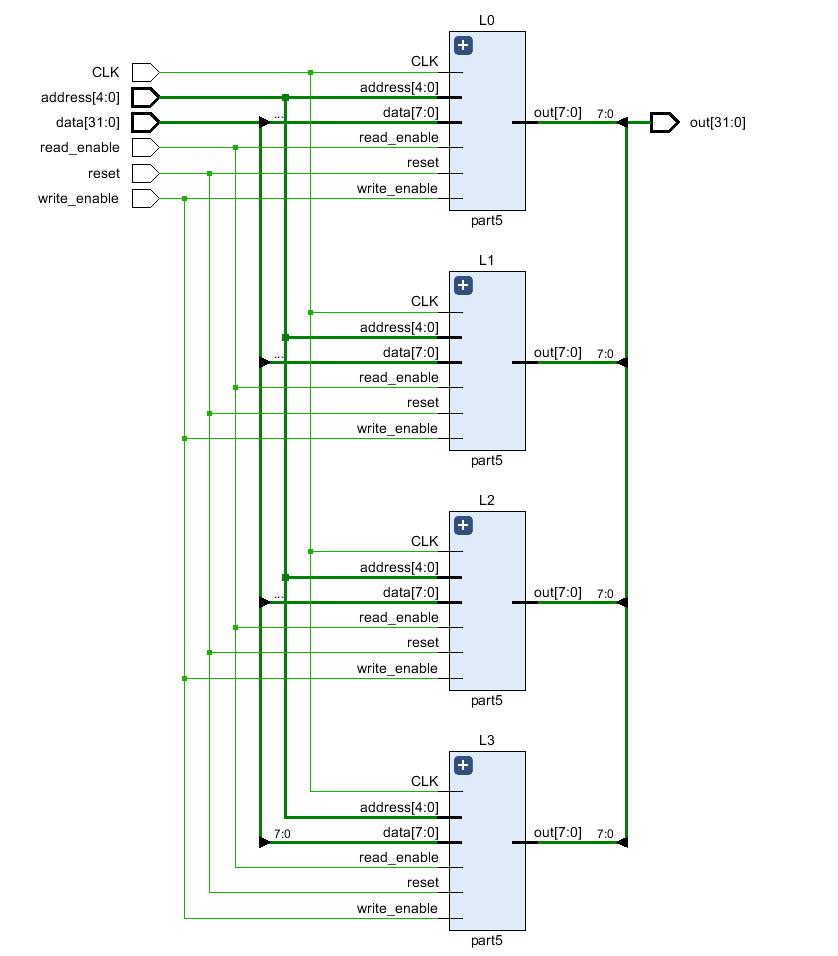 L0
CLK
CLK
address[4:0]
address[4:0]
data[31:0]
...
data[7:0]
out[7:0]
7:0
out[31:0]
read_enable
read_enable
reset
reset
write_enable
write_enable
part5
L1
CLK
address[4:0]
...
data[7:0]
out[7:0]
7:0
read_enable
reset
write_enable
part5
L2
CLK
address[4:0]
...
data[7:0]
out[7:0]
7:0
read_enable
reset
write_enable
part5
L3
CLK
address[4:0]
7:0
data[7:0]
out[7:0]
7:0
read_enable
reset
write_enable
part5